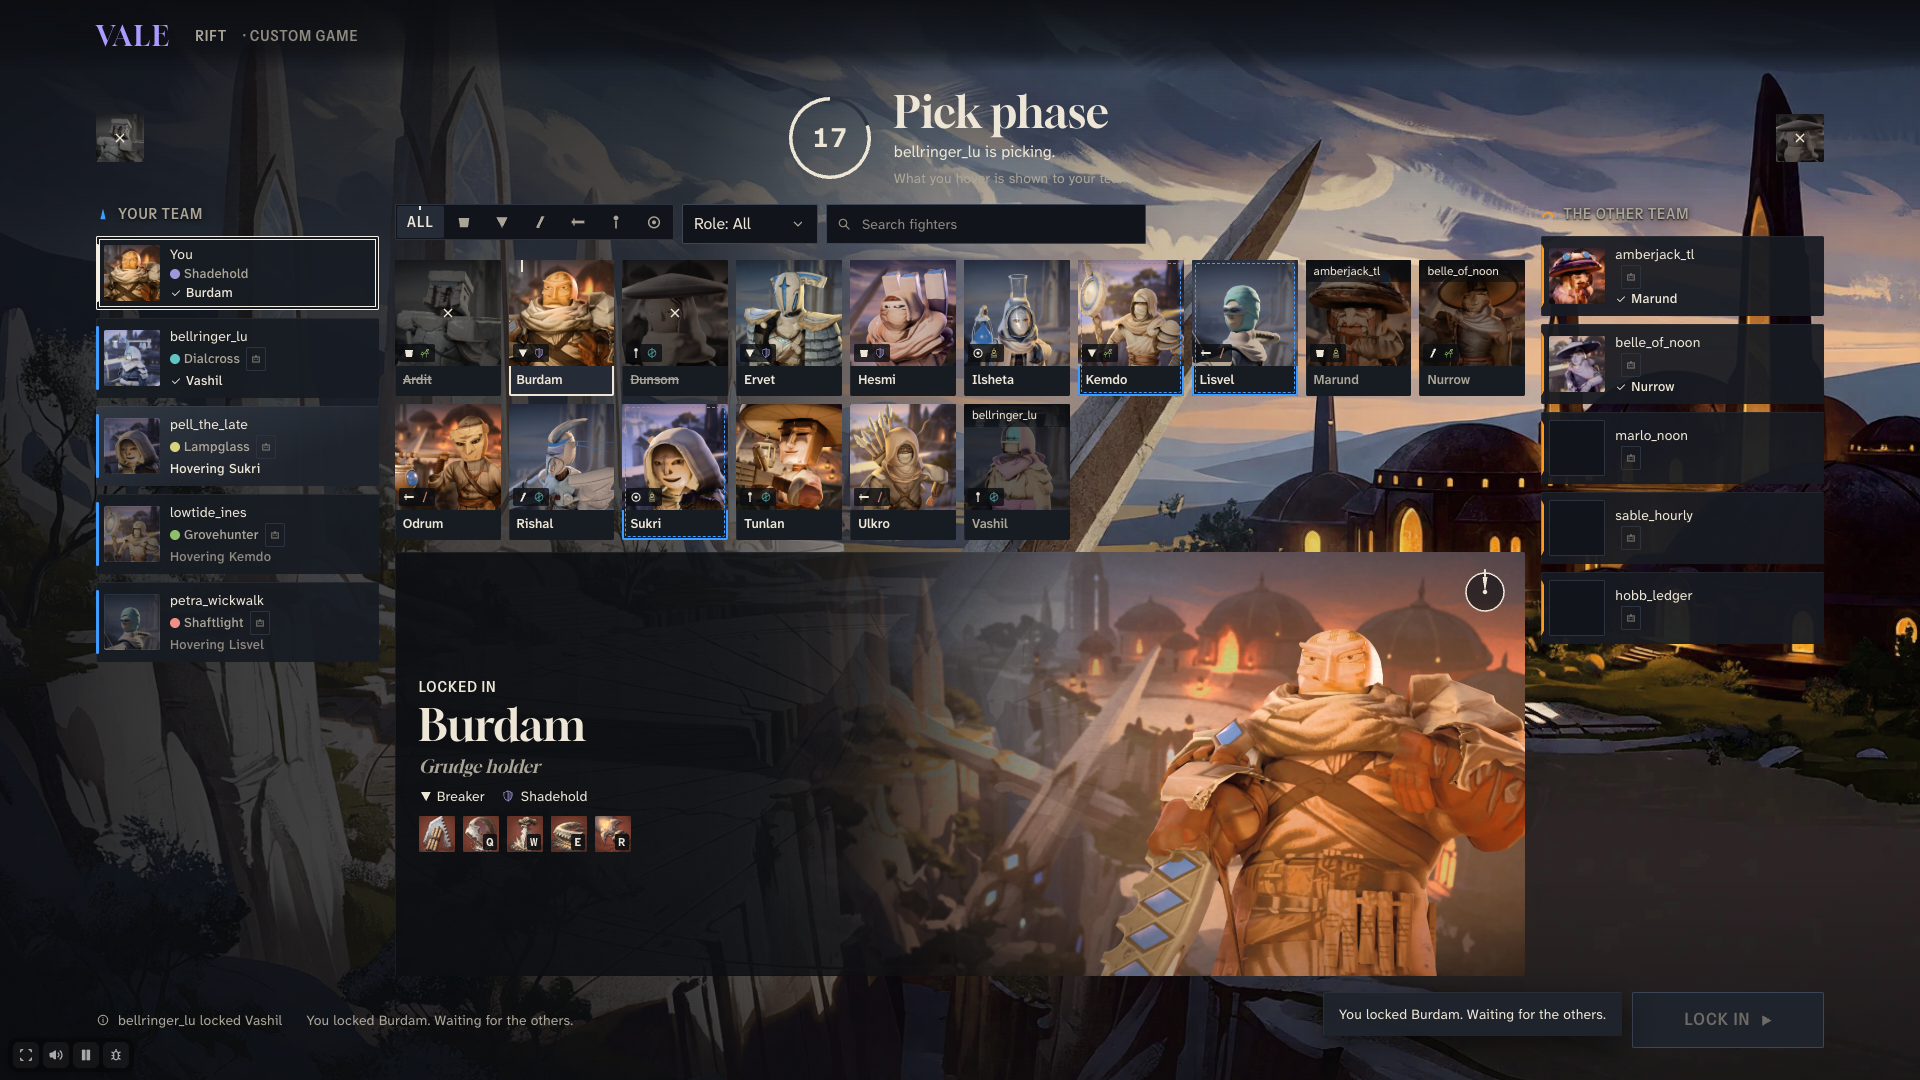 VALE RIFT · CUSTOM GAME
17
Pick phase
bellringer_lu is picking.
What you hover is shown to your
YOUR TEAM
You
Shadehold
Burdam
bellringer_lu
Dialcross
Vashil
pell_the_late
Lampglass
Hovering Sukri
lowtide_ines
Grovehunter
Hovering Kemdo
petra_wickwalk
Shaftlight
Hovering Lisvel
ALL
Role: All
Search fighters
Ardit
Burdam
Dunsom
Ervet
Hesmi
Ilsheta
Kemdo
Lisvel
amberjack_tl
Marund
belle_of_noon
Nurrow
Odrum
Rishal
Sukri
Tunlan
Ulkro
bellringer_lu
Vashil
LOCKED IN
Burdam
Grudge holder
Breaker Shadehold
Q W E R
THE OTHER TEAM
amberjack_tl
Marund
belle_of_noon
Nurrow
marlo_noon
sable_hourly
hobb_ledger
bellringer_lu locked Vashil You locked Burdam. Waiting for the others.
You locked Burdam. Waiting for the others.
LOCK IN